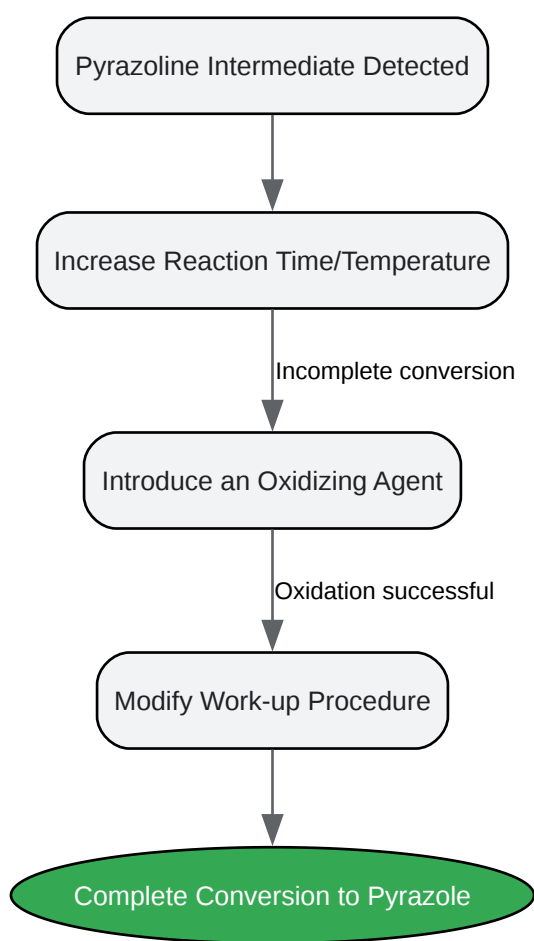 Pyrazoline Intermediate Detected
Increase Reaction Time/Temperature
Incomplete conversion
Introduce an Oxidizing Agent
Oxidation successful
Modify Work-up Procedure
Complete Conversion to Pyrazole